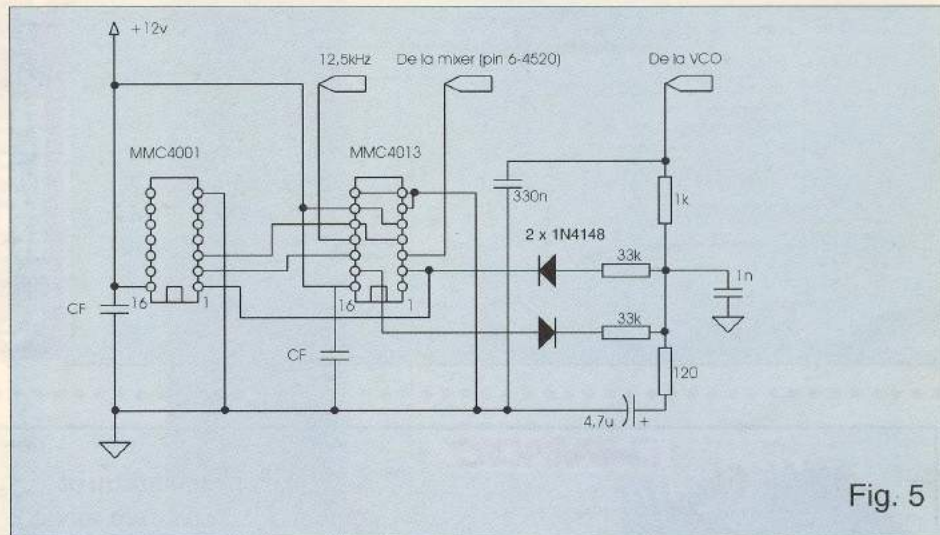 +12v
12,5kHz
De la mixer (pin 6-4520)
De la VCO
MMC4001
MMC4013
330n
1k
2 x 1N4148
33k
1n
CF
16
1
16
1
33k
CF
120
4,7u
+
Fig. 5